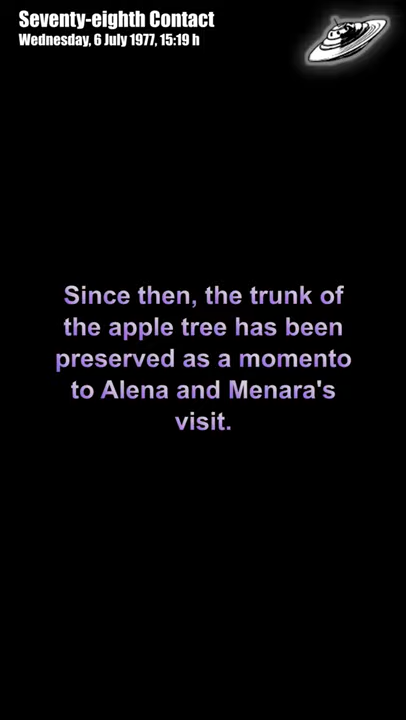 Seventy-eighth Contact
Wednesday, 6 July 1977, 15:19 h
Since then, the trunk of
the apple tree has been
preserved as a momento
to Alena and Menara's
visit.